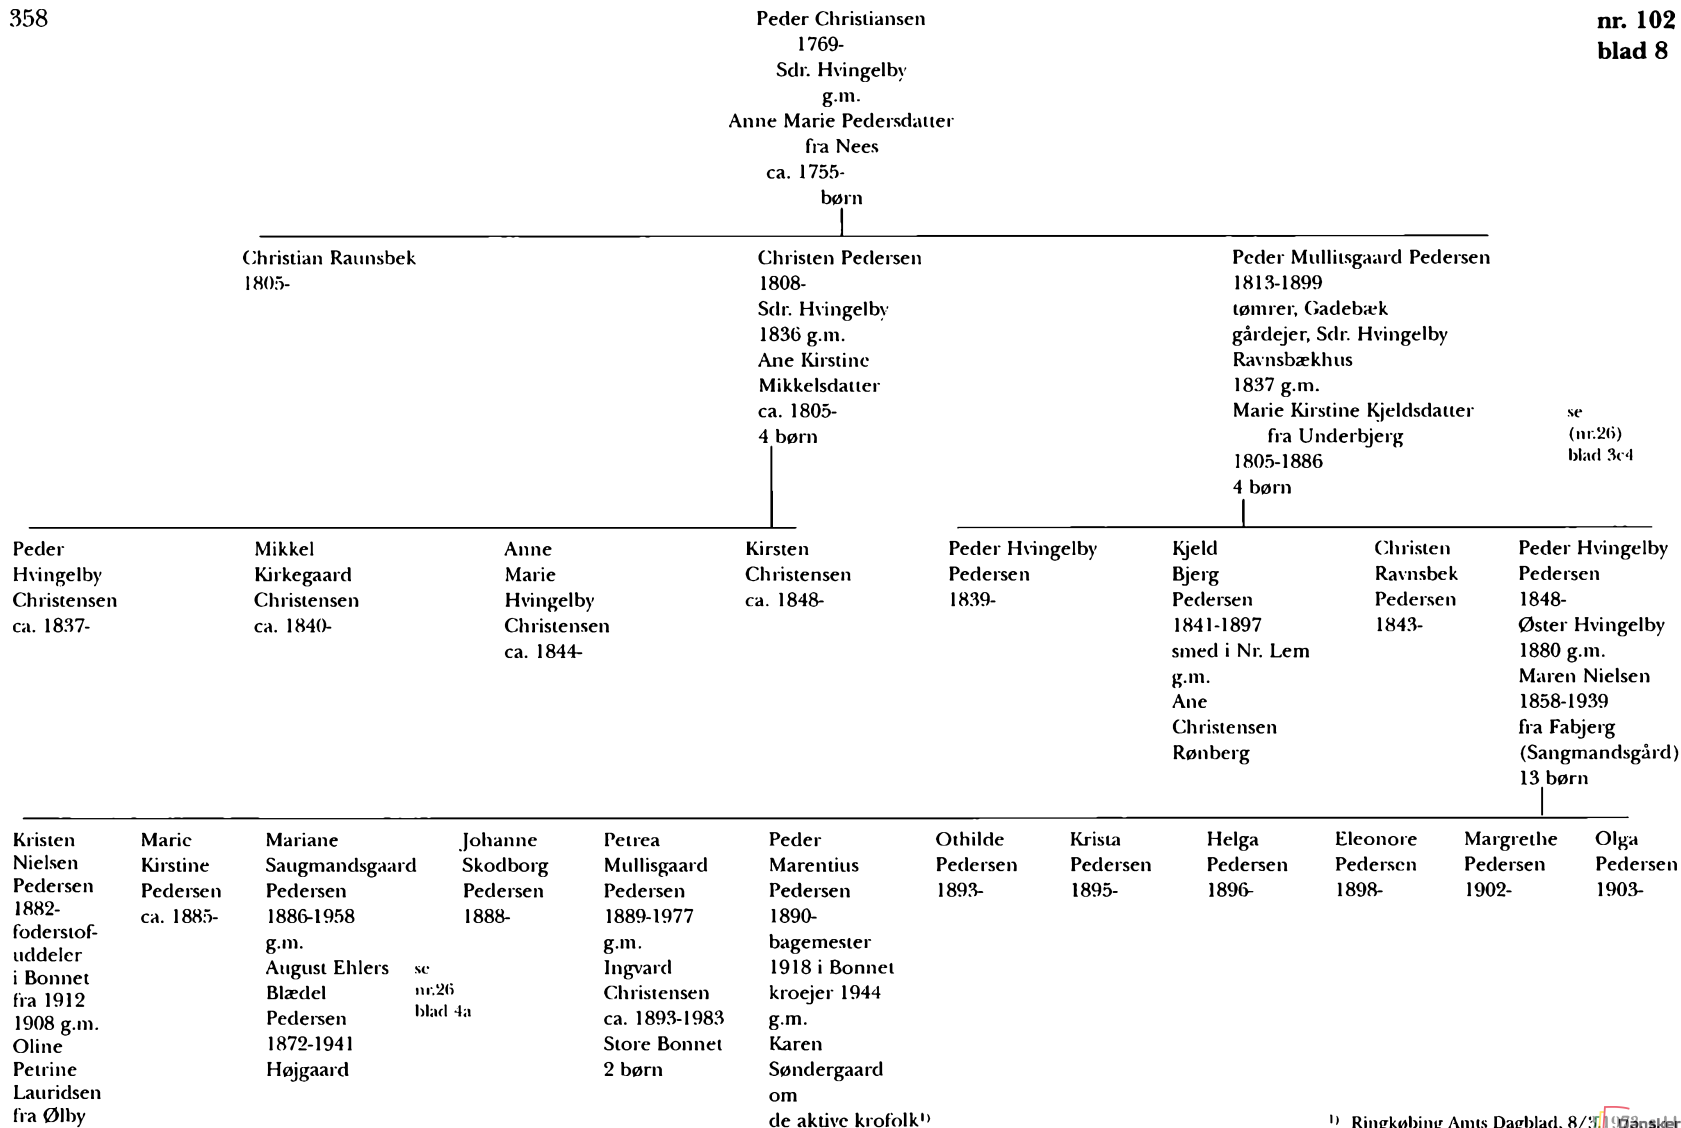 358
nr. 102
blad 8
Peder Christiansen
1769-
Sdr. Hvingelby
g.m.
Anne Marie Pedersdatter
fra Nees
ca. 1755-
børn
Christian Raunsbek
1805-
Christen Pedersen
1808-
Sdr. Hvingelby
1836 g.m.
Ane Kirstine
Mikkelsdatter
ca. 1805-
4 børn
Peder Mullitsgaard Pedersen
1813-1899
tømrer, Gadebæk
gårdejer, Sdr. Hvingelby
Ravnsbækhus
1837 g.m.
Marie Kirstine Kjeldsdatter
fra Underbjerg
1805-1886
4 børn
se
(nr.26)
blad 3c4
Peder
Hvingelby
Christensen
ca. 1837-
Mikkel
Kirkegaard
Christensen
ca. 1840-
Anne
Marie
Hvingelby
Christensen
ca. 1844-
Kirsten
Christensen
ca. 1848-
Peder Hvingelby
Pedersen
1839-
Kjeld
Bjerg
Pedersen
1841-1897
smed i Nr. Lem
g.m.
Ane
Christensen
Rønberg
Christen
Ravnsbek
Pedersen
1843-
Peder Hvingelby
Pedersen
1848-
Øster Hvingelby
1880 g.m.
Maren Nielsen
1858-1939
fra Fabjerg
(Sangmandsgård)
13 børn
Kristen
Nielsen
Pedersen
1882-
foderstof-
uddeler
i Bonnet
fra 1912
1908 g.m.
Oline
Petrine
Lauridsen
fra Ølby
Marie
Kirstine
Pedersen
ca. 1885-
Mariane
Saugmandsgaard
Pedersen
1886-1958
g.m.
August Ehlers
Blædel
Pedersen
1872-1941
Højgaard
se
nr.26
blad 4a
Johanne
Skodborg
Pedersen
1888-
Petrea
Mullisgaard
Pedersen
1889-1977
g.m.
Ingvard
Christensen
ca. 1893-1983
Store Bonnet
2 børn
Peder
Marentius
Pedersen
1890-
bagemester
1918 i Bonnet
kroejer 1944
g.m.
Karen
Søndergaard
om
de aktive krofolk¹⁾
Othilde
Pedersen
1893-
Krista
Pedersen
1895-
Helga
Pedersen
1896-
Eleonore
Pedersen
1898-
Margrethe
Pedersen
1902-
Olga
Pedersen
1903-
¹⁾ Ringkøbing Amts Dagblad, 8/